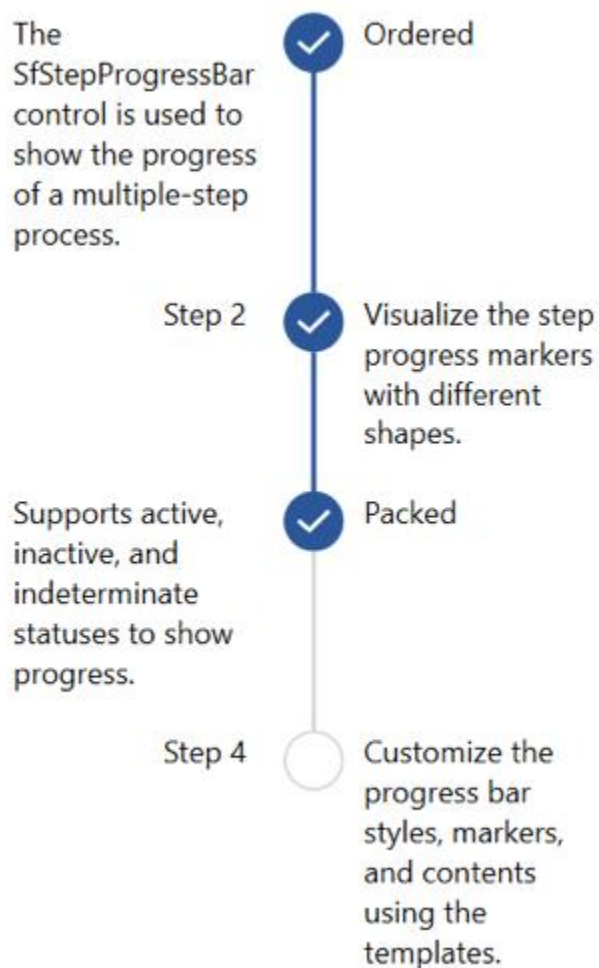 The
SfStepProgressBar
control is used to
show the progress
of a multiple-step
process.
Ordered
Step 2
Visualize the step
progress markers
with different
shapes.
Supports active,
inactive, and
indeterminate
statuses to show
progress.
Packed
Step 4
Customize the
progress bar
styles, markers,
and contents
using the
templates.